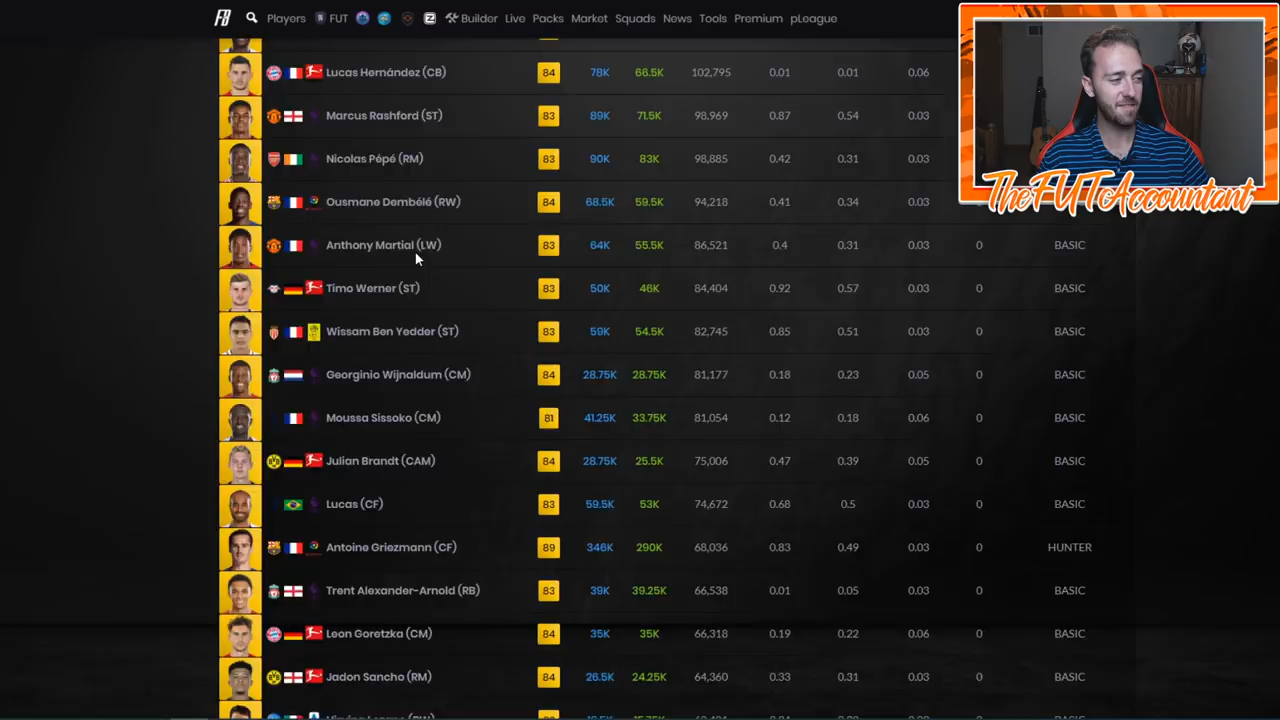 FB Players FUT Z Builder Live Packs Market Squads News Tools Premium pLeague
Lucas Hernández (CB) 84 78K 66.5K 102,795 0.01 0.01 0.06
Marcus Rashford (ST) 83 89K 71.5K 98,969 0.87 0.54 0.03
Nicolas Pépé (RM) 83 90K 83K 98,885 0.42 0.31 0.03
TheFUTAccountant
Ousmane Dembélé (RW) 84 68.5K 59.5K 94,218 0.41 0.34 0.03 0 BASIC
Anthony Martial (LW) 83 64K 55.5K 86,521 0.4 0.31 0.03 0 BASIC
Timo Werner (ST) 83 50K 46K 84,404 0.92 0.57 0.03 0 BASIC
Wissam Ben Yedder (ST) 83 59K 54.5K 82,745 0.85 0.51 0.03 0 BASIC
Georginio Wijnaldum (CM) 84 28.75K 28.75K 81,177 0.18 0.23 0.05 0 BASIC
Moussa Sissoko (CM) 81 41.25K 33.75K 81,054 0.12 0.18 0.06 0 BASIC
Julian Brandt (CAM) 84 28.75K 25.5K 75,006 0.47 0.39 0.05 0 BASIC
Lucas (CF) 83 59.5K 53K 74,672 0.68 0.5 0.03 0 BASIC
Antoine Griezmann (CF) 89 346K 290K 68,036 0.83 0.49 0.03 0 HUNTER
Trent Alexander-Arnold (RB) 83 39K 39.25K 66,538 0.01 0.05 0.03 0 BASIC
Leon Goretzka (CM) 84 35K 35K 66,318 0.19 0.22 0.06 0 BASIC
Jadon Sancho (RM) 84 26.5K 24.25K 64,360 0.33 0.31 0.03 0 BASIC